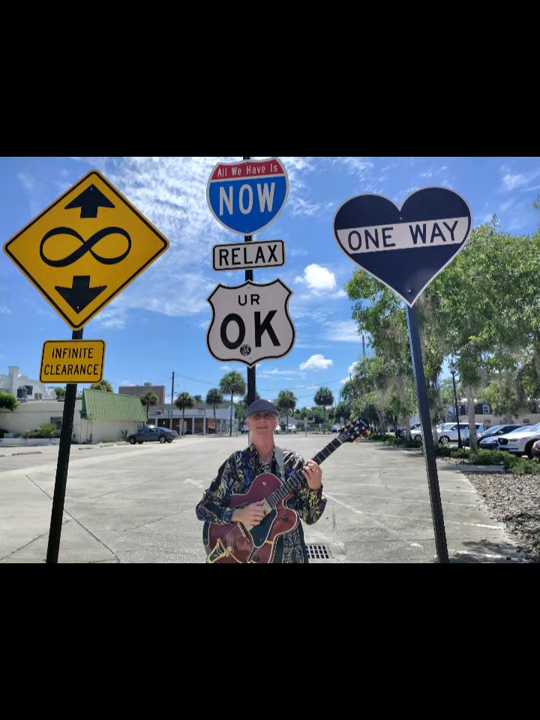 INFINITE
CLEARANCE
All We Have Is
NOW
RELAX
UR
OK
ONE WAY